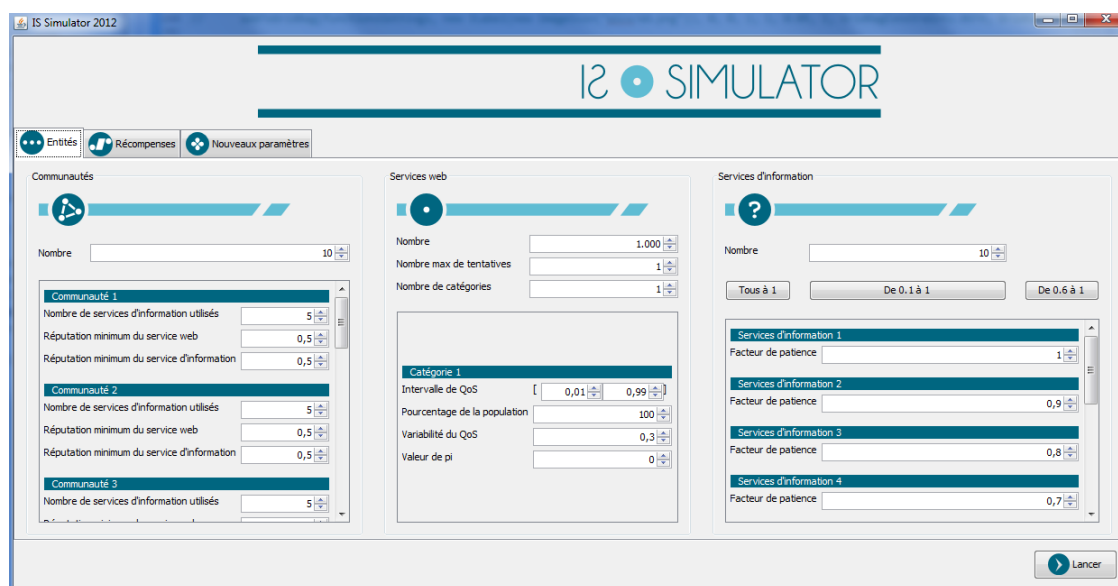 IS Simulator 2012
IS SIMULATOR
Entités
Récompenses
Nouveaux paramètres
Communautés
Nombre 10
Communauté 1
Nombre de services d'information utilisés 5
Réputation minimum du service web 0,5
Réputation minimum du service d'information 0,5
Communauté 2
Nombre de services d'information utilisés 5
Réputation minimum du service web 0,5
Réputation minimum du service d'information 0,5
Communauté 3
Nombre de services d'information utilisés 5
Services web
Nombre 1.000
Nombre max de tentatives 1
Nombre de catégories 1
Catégorie 1
Intervalle de QoS [ 0,01 0,99 ]
Pourcentage de la population 100
Variabilité du QoS 0,3
Valeur de pi 0
Services d'information
?
Nombre 10
Tous à 1
De 0.1 à 1
De 0.6 à 1
Services d'information 1
Facteur de patience 1
Services d'information 2
Facteur de patience 0,9
Services d'information 3
Facteur de patience 0,8
Services d'information 4
Facteur de patience 0,7
Lancer